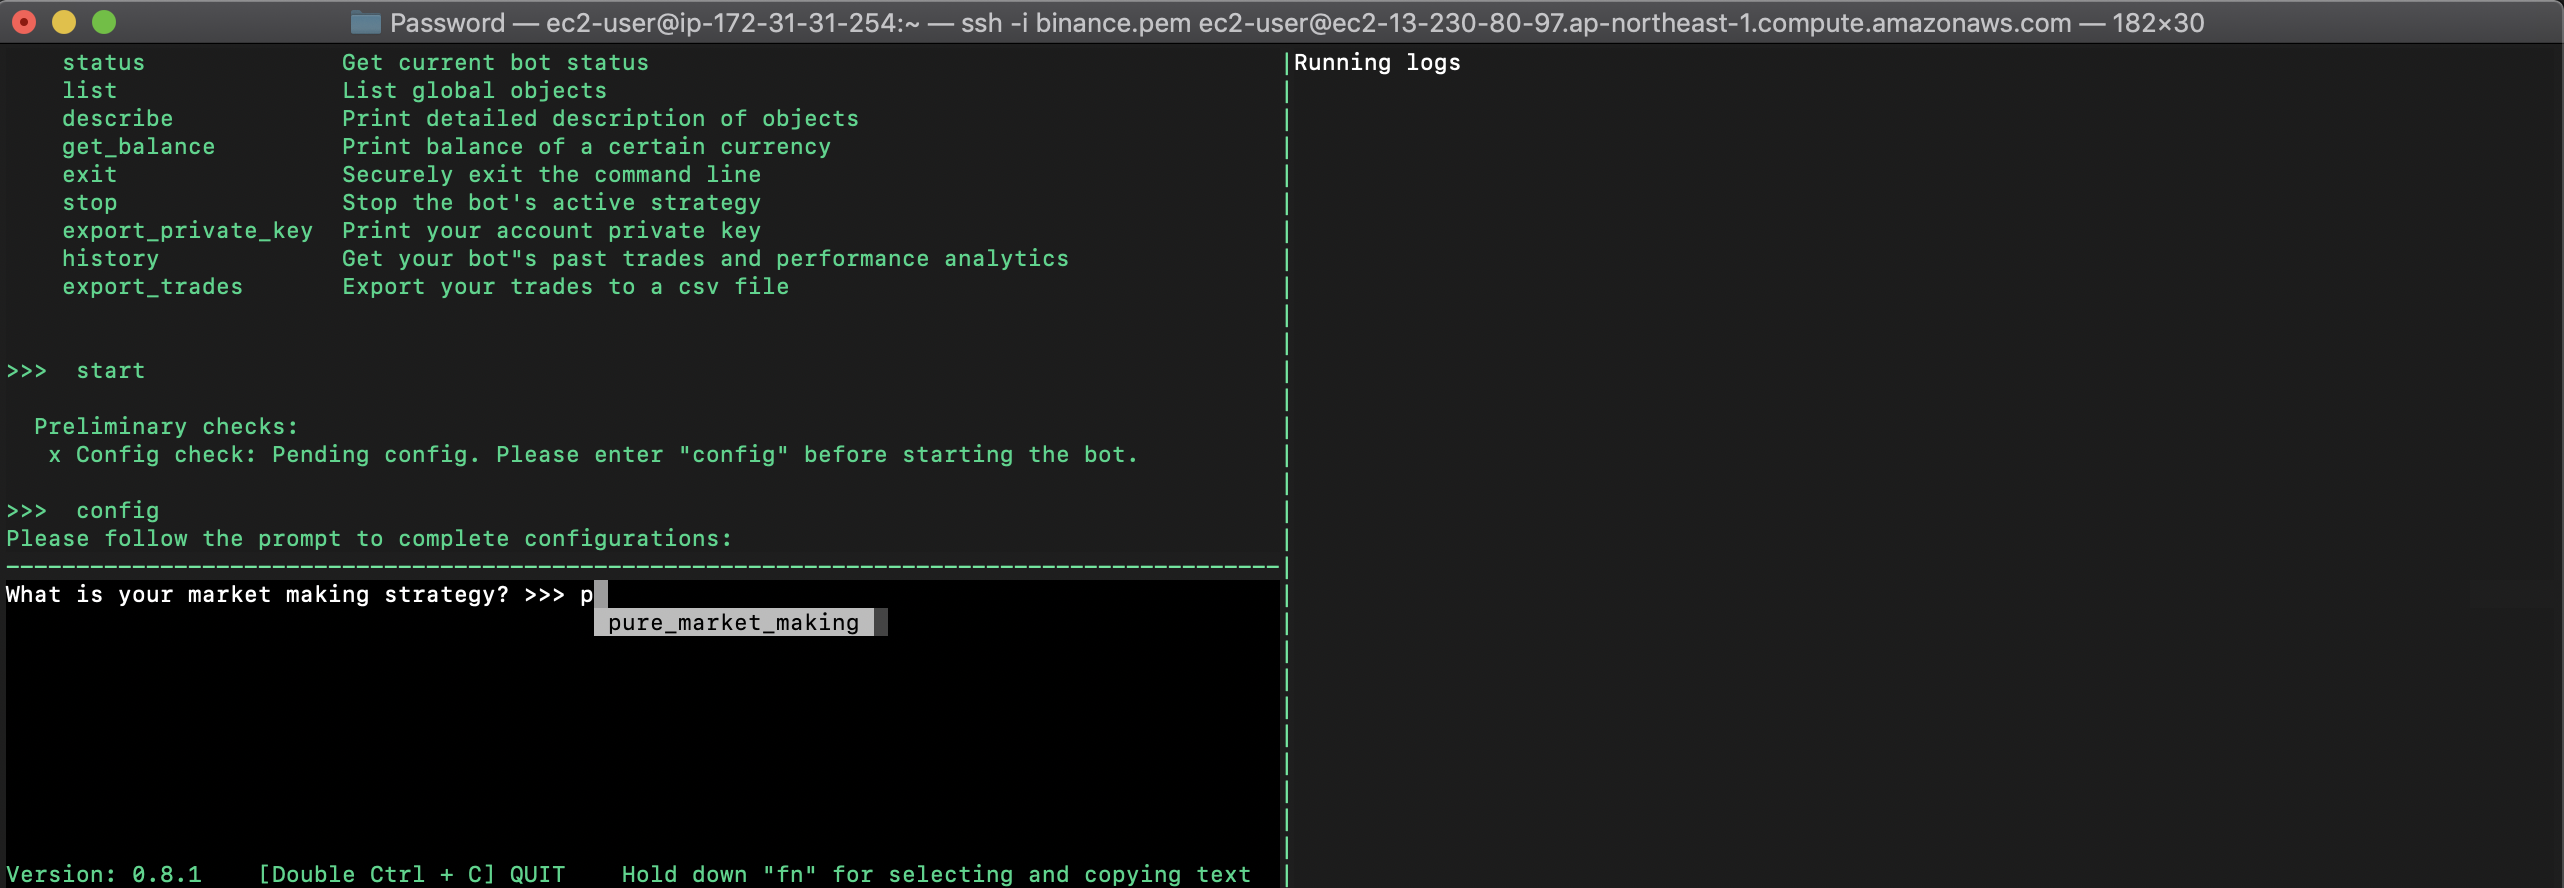 Password — ec2-user@ip-172-31-31-254:~ — ssh -i binance.pem ec2-user@ec2-13-230-80-97.ap-northeast-1.compute.amazonaws.com — 182×30
status Get current bot status
list List global objects
describe Print detailed description of objects
get_balance Print balance of a certain currency
exit Securely exit the command line
stop Stop the bot's active strategy
export_private_key Print your account private key
history Get your bot"s past trades and performance analytics
export_trades Export your trades to a csv file
>>> start
Preliminary checks:
x Config check: Pending config. Please enter "config" before starting the bot.
>>> config
Please follow the prompt to complete configurations:
What is your market making strategy? >>> p
pure_market_making
Version: 0.8.1 [Double Ctrl + C] QUIT Hold down "fn" for selecting and copying text
Running logs